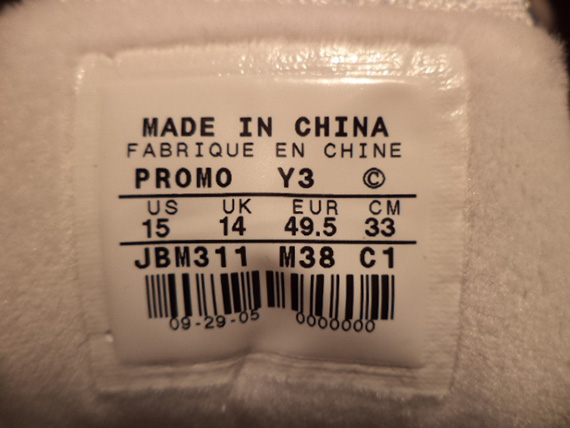 MADE IN CHINA
FABRIQUE EN CHINE
PROMO Y3 ©
US UK EUR CM
15 14 49.5 33
JBM311 M38 C1
09-29-05 0000000